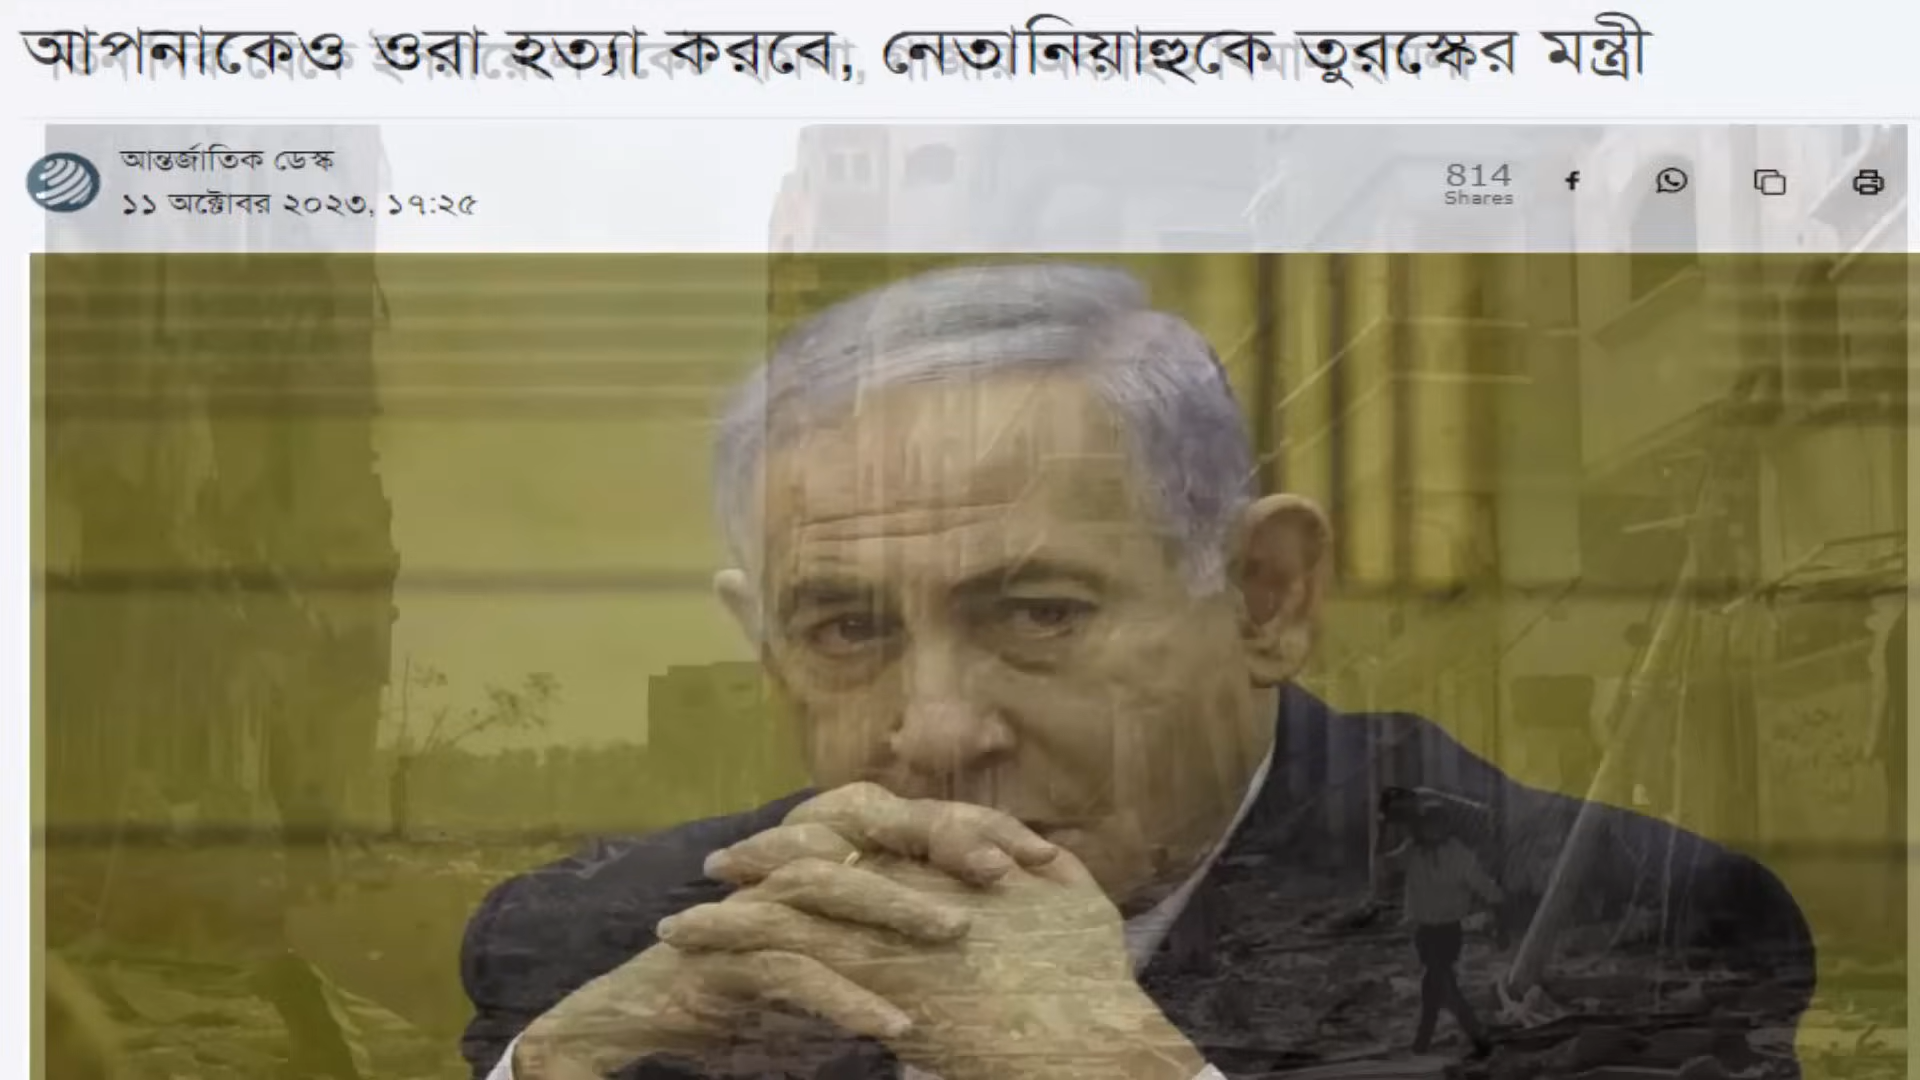 আপনাকেও ওরা হত্যা করবে, নেতানিয়াহুকে তুরস্কের মন্ত্রী
আন্তর্জাতিক ডেস্ক
১১ অক্টোবর ২০২৩, ১৭:২৫
814
Shares